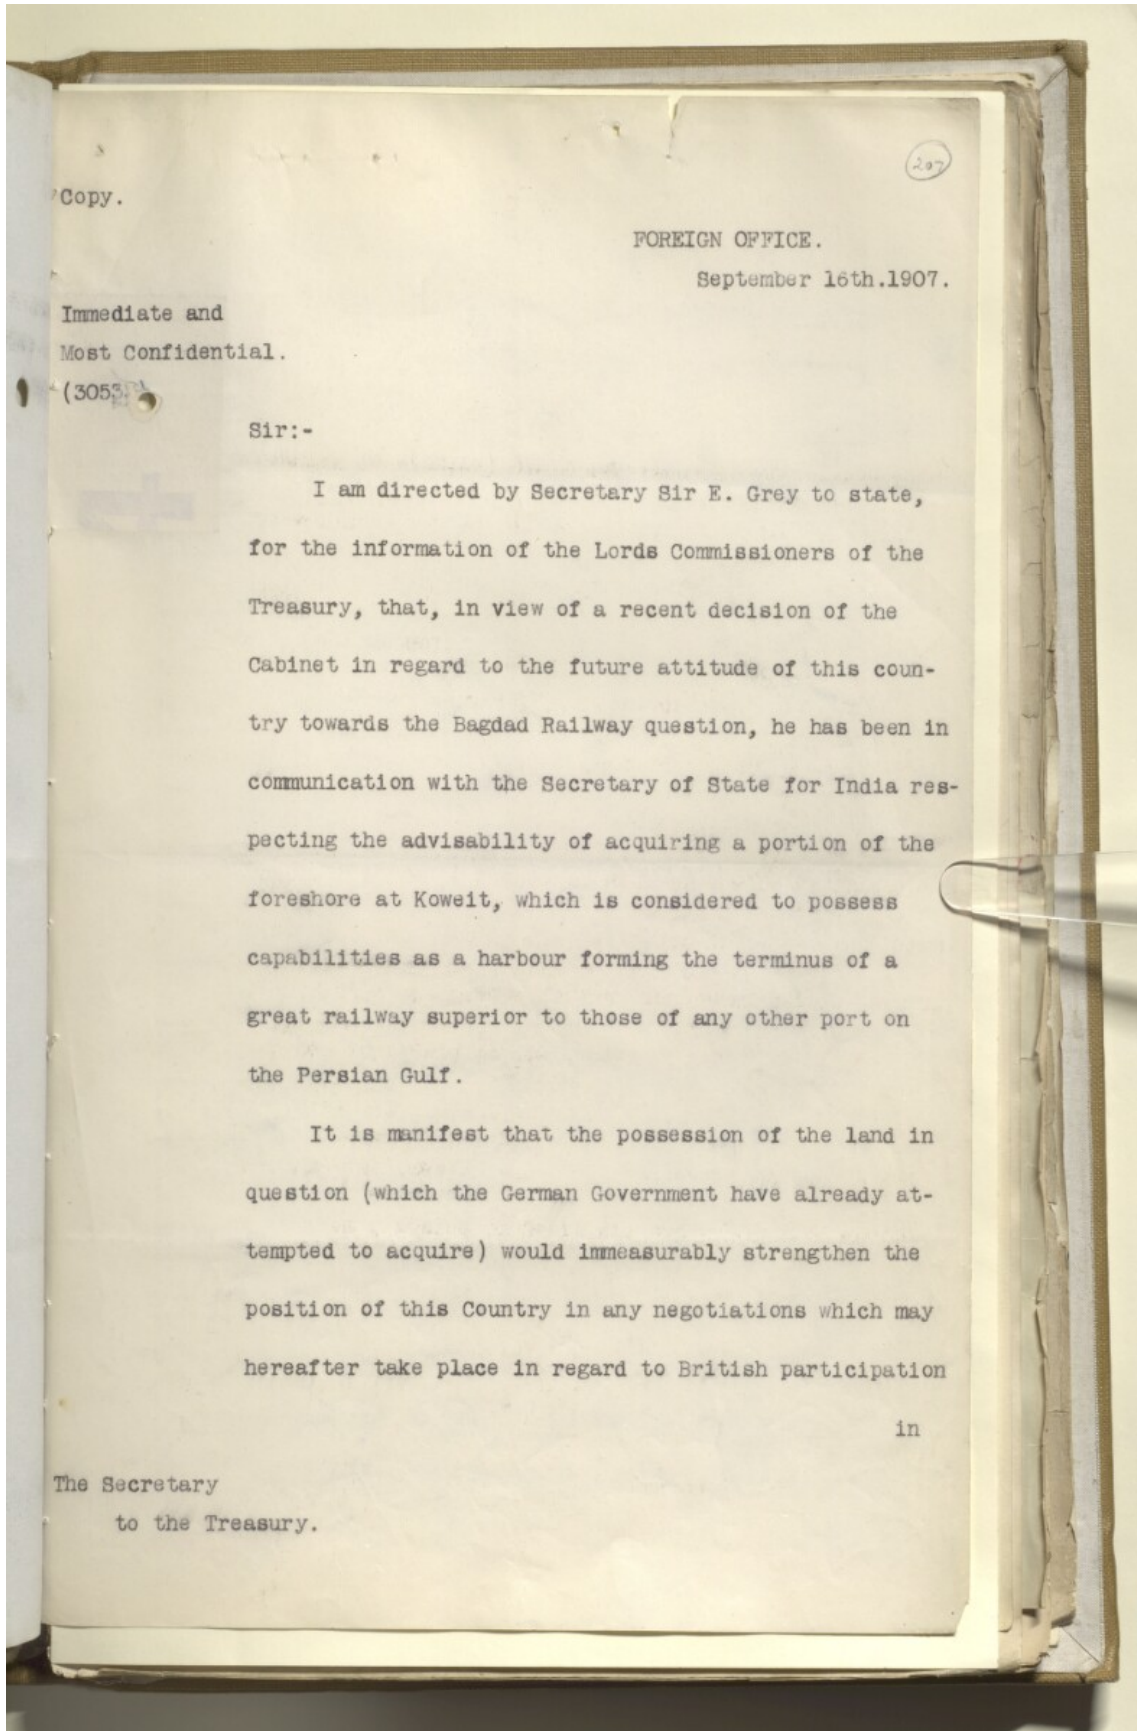 207
Copy.
FOREIGN OFFICE.
September 16th.1907.
Immediate and
Most Confidential.
(3053
Sir:-
I am directed by Secretary Sir E. Grey to state,
for the information of the Lords Commissioners of the
Treasury, that, in view of a recent decision of the
Cabinet in regard to the future attitude of this coun-
try towards the Bagdad Railway question, he has been in
communication with the Secretary of State for India res-
pecting the advisability of acquiring a portion of the
foreshore at Koweit, which is considered to possess
capabilities as a harbour forming the terminus of a
great railway superior to those of any other port on
the Persian Gulf.
It is manifest that the possession of the land in
question (which the German Government have already at-
tempted to acquire) would immeasurably strengthen the
position of this Country in any negotiations which may
hereafter take place in regard to British participation
in
The Secretary
to the Treasury.